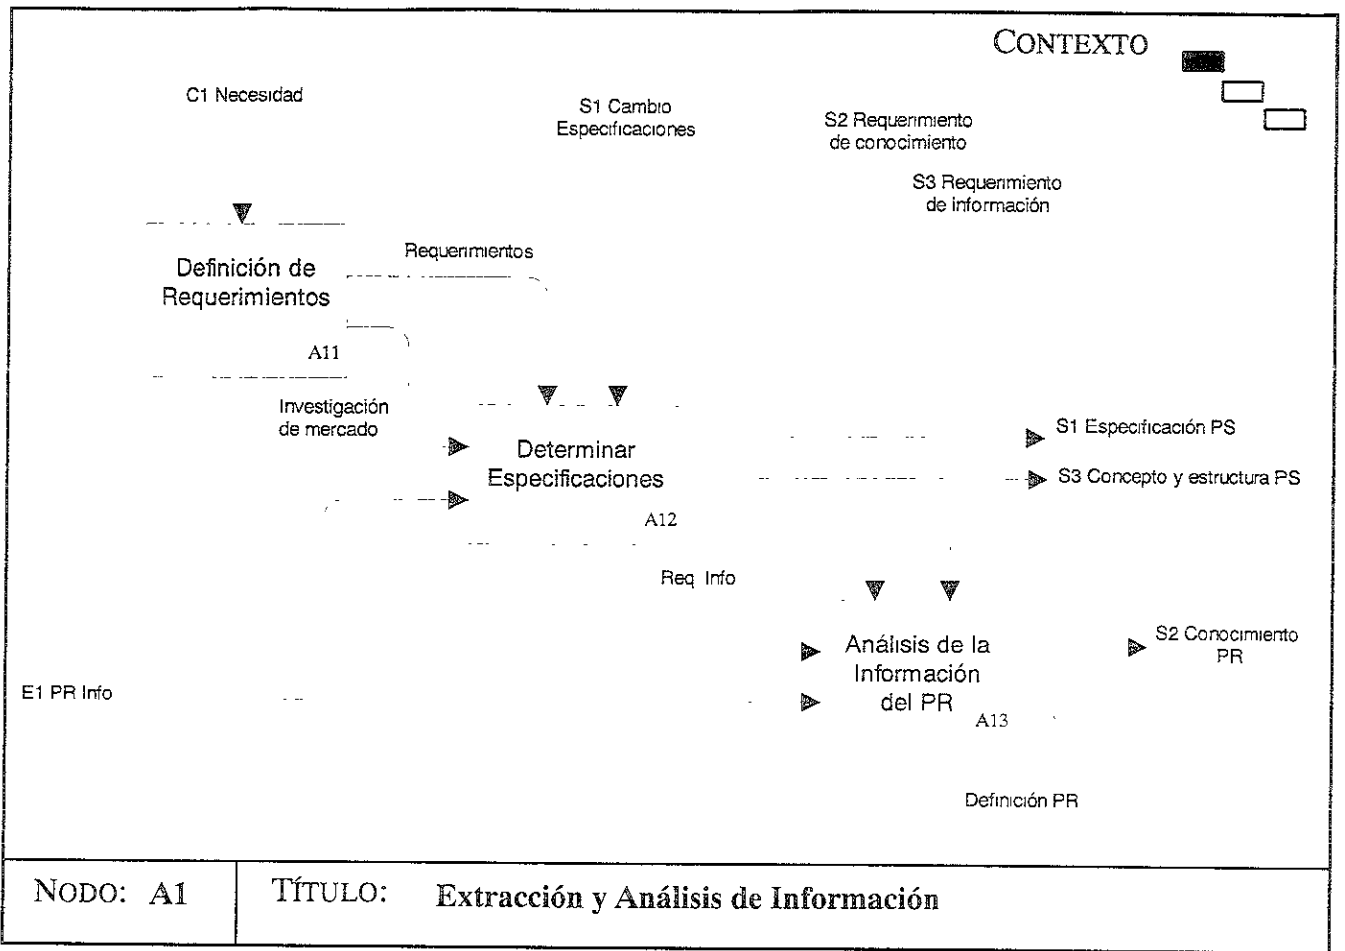 CONTEXTO
C1 Necesidad
S1 Cambio
Especificaciones
S2 Requerimiento
de conocimiento
S3 Requerimiento
de información
Requerimientos
Definición de
Requerimientos
A11
Investigación
de mercado
Determinar
Especificaciones
A12
S1 Especificación PS
S3 Concepto y estructura PS
Req Info
Análisis de la
Información
del PR
A13
S2 Conocimiento
PR
E1 PR Info
Definición PR
NODO: A1
TÍTULO: Extracción y Análisis de Información